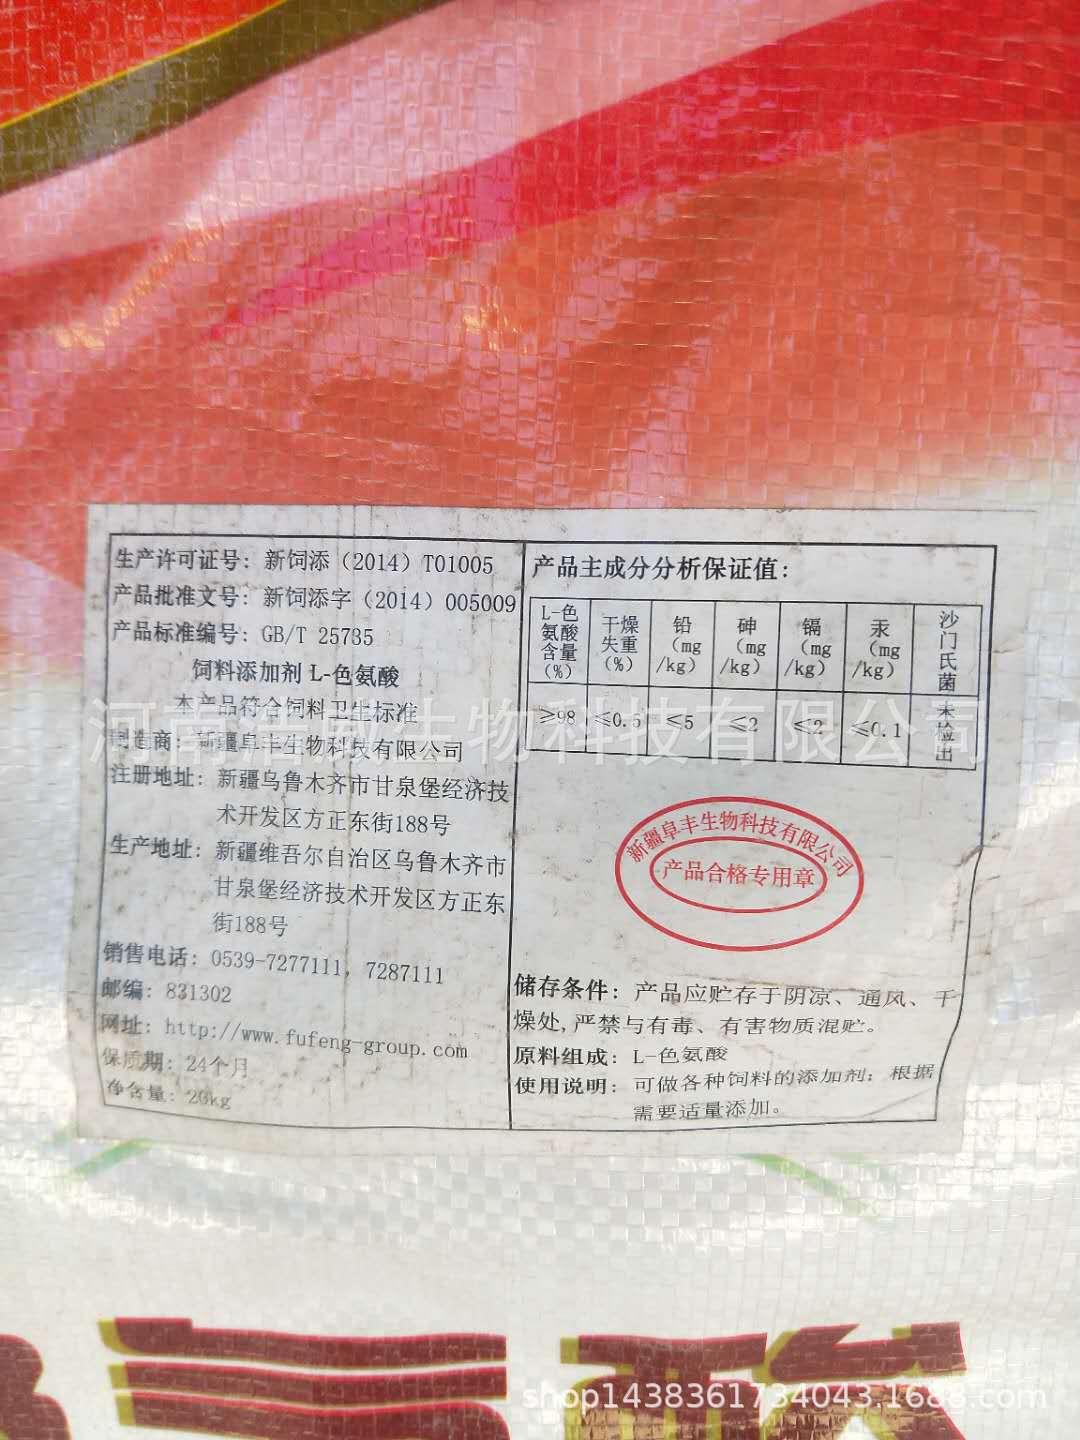 生产许可证号：新饲添（2014）T01005
产品批准文号：新饲添字（2014）005009
产品标准编号：GB/T 25735
饲料添加剂 L-色氨酸
本产品符合饲料卫生标准
制造商：新疆阜丰生物科技有限公司
注册地址：新疆乌鲁木齐市甘泉堡经济技
术开发区方正东街188号
生产地址：新疆维吾尔自治区乌鲁木齐市
甘泉堡经济技术开发区方正东
街188号
销售电话：0539-7277111，7287111
邮编：831302
网址：http://www.fufeng-group.com
保质期：24个月
净含量：20kg
产品主成分分析保证值：
L-色氨酸含量（%） 干燥失重（%） 铅（mg/kg） 砷（mg/kg） 镉（mg/kg） 汞（mg/kg） 沙门氏菌
≥98 ≤0.5 ≤5 ≤2 ≤2 ≤0.1 未检出
新疆阜丰生物科技有限公司
产品合格专用章
储存条件：产品应贮存于阴凉、通风、干
燥处,严禁与有毒、有害物质混贮。
原料组成：L-色氨酸
使用说明：可做各种饲料的添加剂；根据
需要适量添加。
生物科技有限公司
shop1438361734043.1688.com